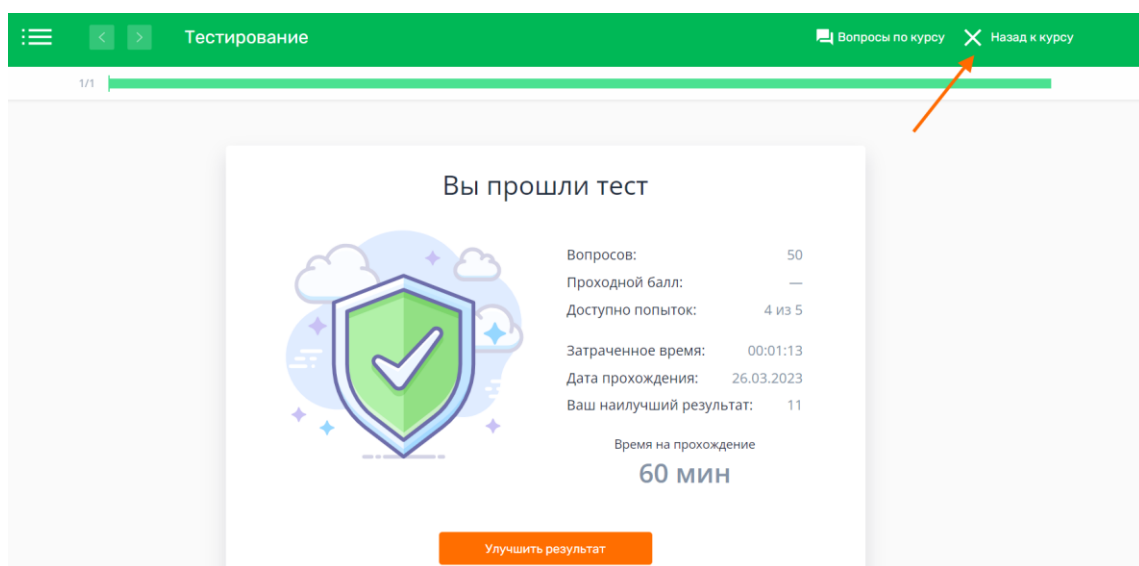 Тестирование
Вопросы по курсу
Назад к курсу
1/1
Вы прошли тест
Вопросов: 50
Проходной балл: —
Доступно попыток: 4 из 5
Затраченное время: 00:01:13
Дата прохождения: 26.03.2023
Ваш наилучший результат: 11
Время на прохождение
60 мин
Улучшить результат